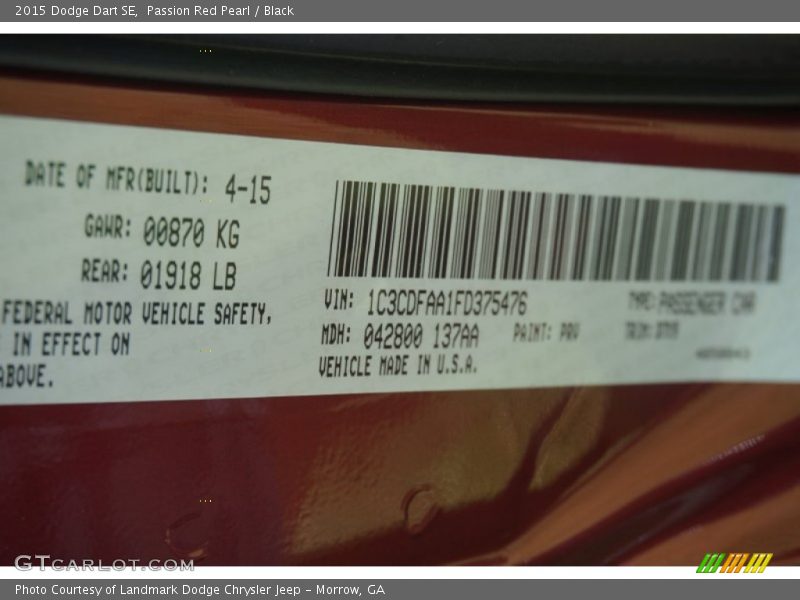 2015 Dodge Dart SE, Passion Red Pearl / Black
DATE OF MFR(BUILT): 4-15
GAWR: 00870 KG
REAR: 01918 LB
FEDERAL MOTOR VEHICLE SAFETY,
IN EFFECT ON
ABOVE.
VIN: 1C3CDFAA1FD375476
TYPE: PASSENGER CAR
MDH: 042800 137AA
PAINT: PRV
TRIM:
VEHICLE MADE IN U.S.A.
GTCARLOT.COM
Photo Courtesy of Landmark Dodge Chrysler Jeep - Morrow, GA